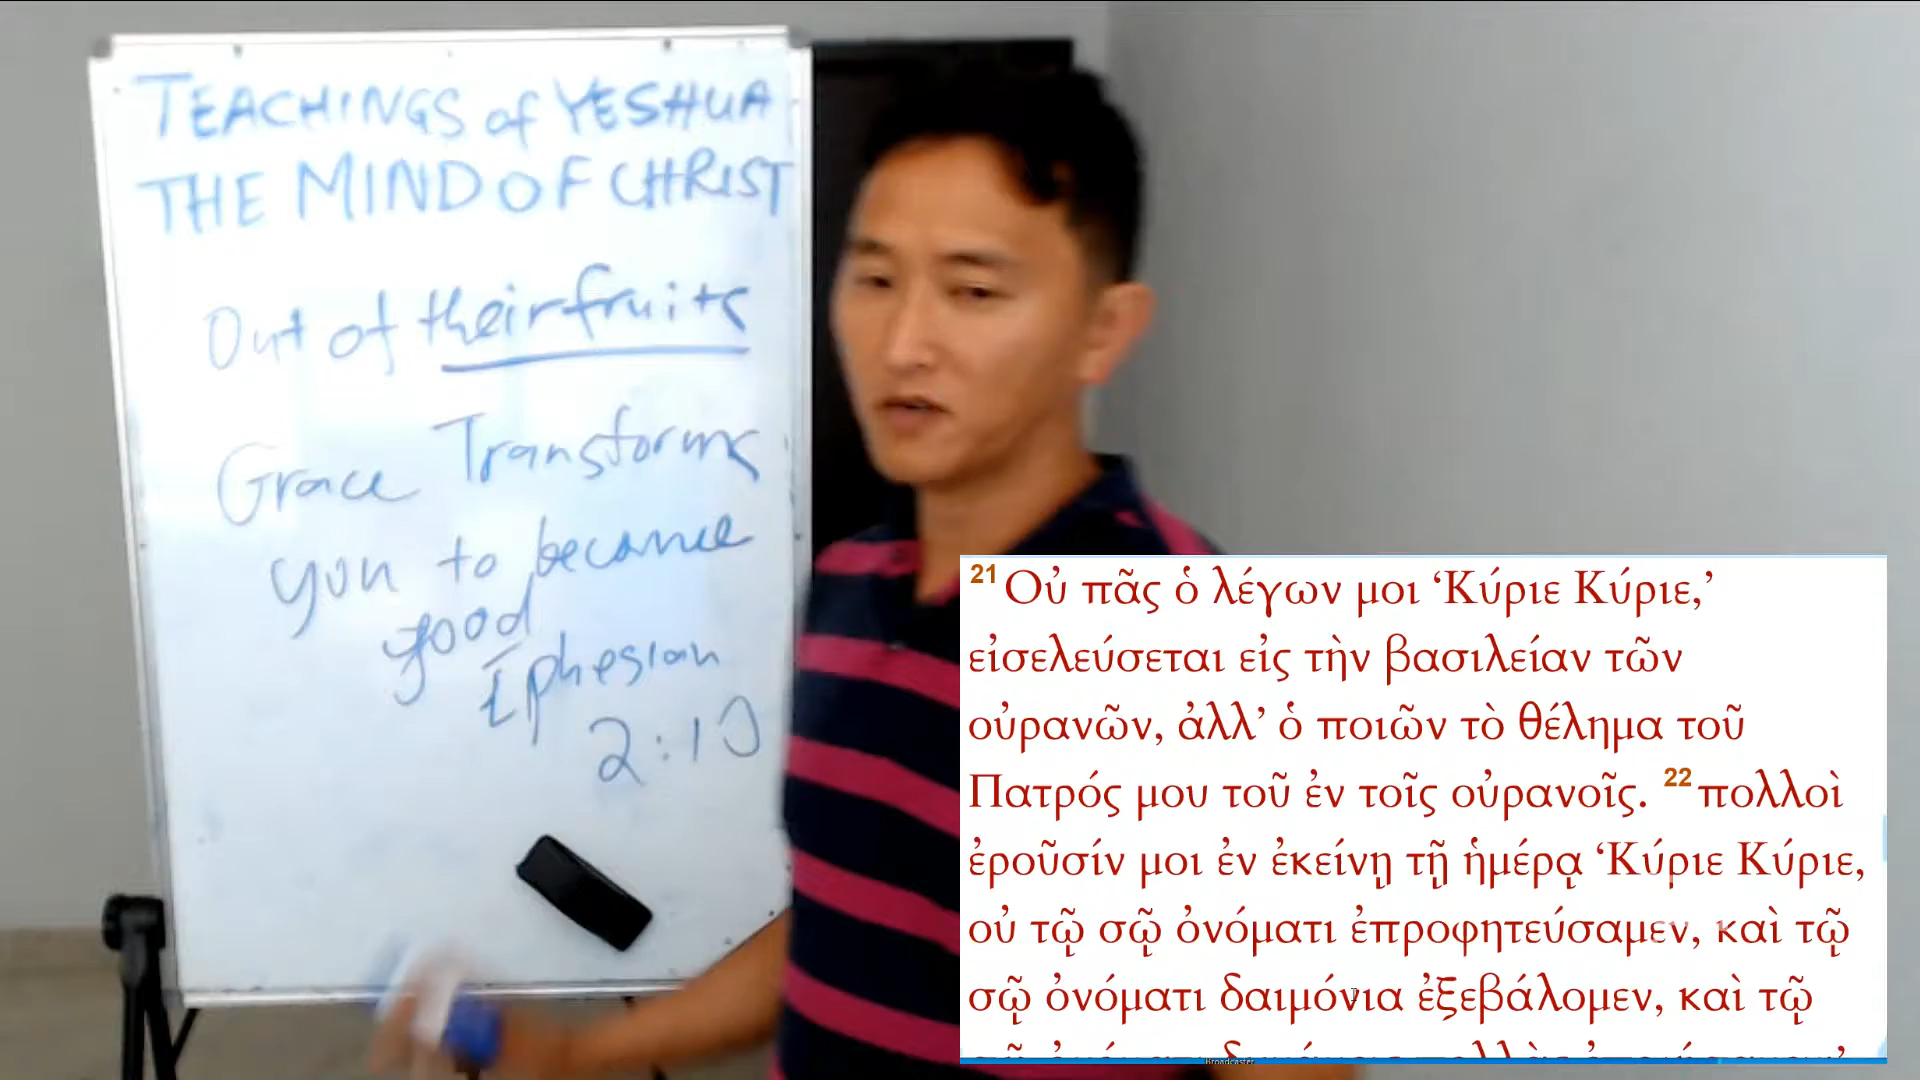 TEACHINGS of YESHUA
THE MIND OF CHRIST
Out of their fruits
Grace Transforms
you to become
good
Ephesian
2:10
21 Οὐ πᾶς ὁ λέγων μοι ‘Κύριε Κύριε,’
εἰσελεύσεται εἰς τὴν βασιλείαν τῶν
οὐρανῶν, ἀλλ’ ὁ ποιῶν τὸ θέλημα τοῦ
Πατρός μου τοῦ ἐν τοῖς οὐρανοῖς. 22 πολλοὶ
ἐροῦσίν μοι ἐν ἐκείνῃ τῇ ἡμέρᾳ ‘Κύριε Κύριε,
οὐ τῷ σῷ ὀνόματι ἐπροφητεύσαμεν, καὶ τῷ
σῷ ὀνόματι δαιμόνια ἐξεβάλομεν, καὶ τῷ
Broadcaster